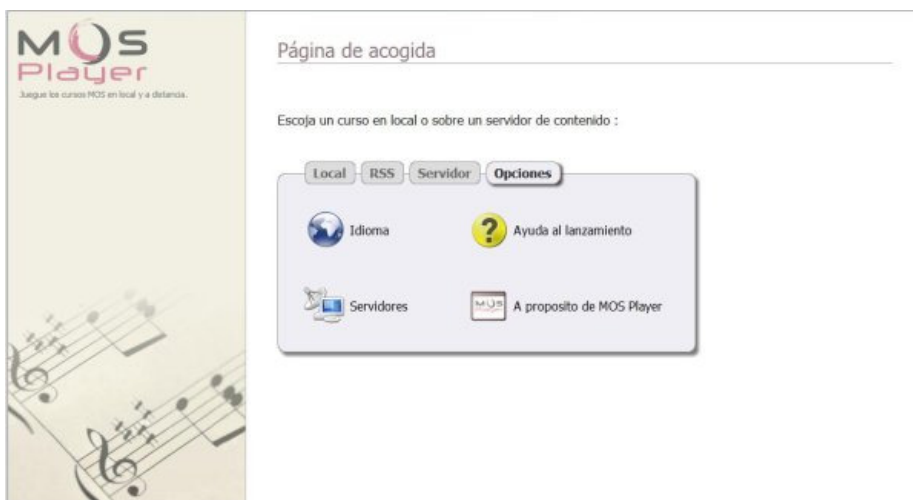 MOS
Player
Juegue los cursos MOS en local y a distancia.
Página de acogida
Escoja un curso en local o sobre un servidor de contenido :
Local RSS Servidor Opciones
Idioma
Ayuda al lanzamiento
Servidores
MOS
A proposito de MOS Player